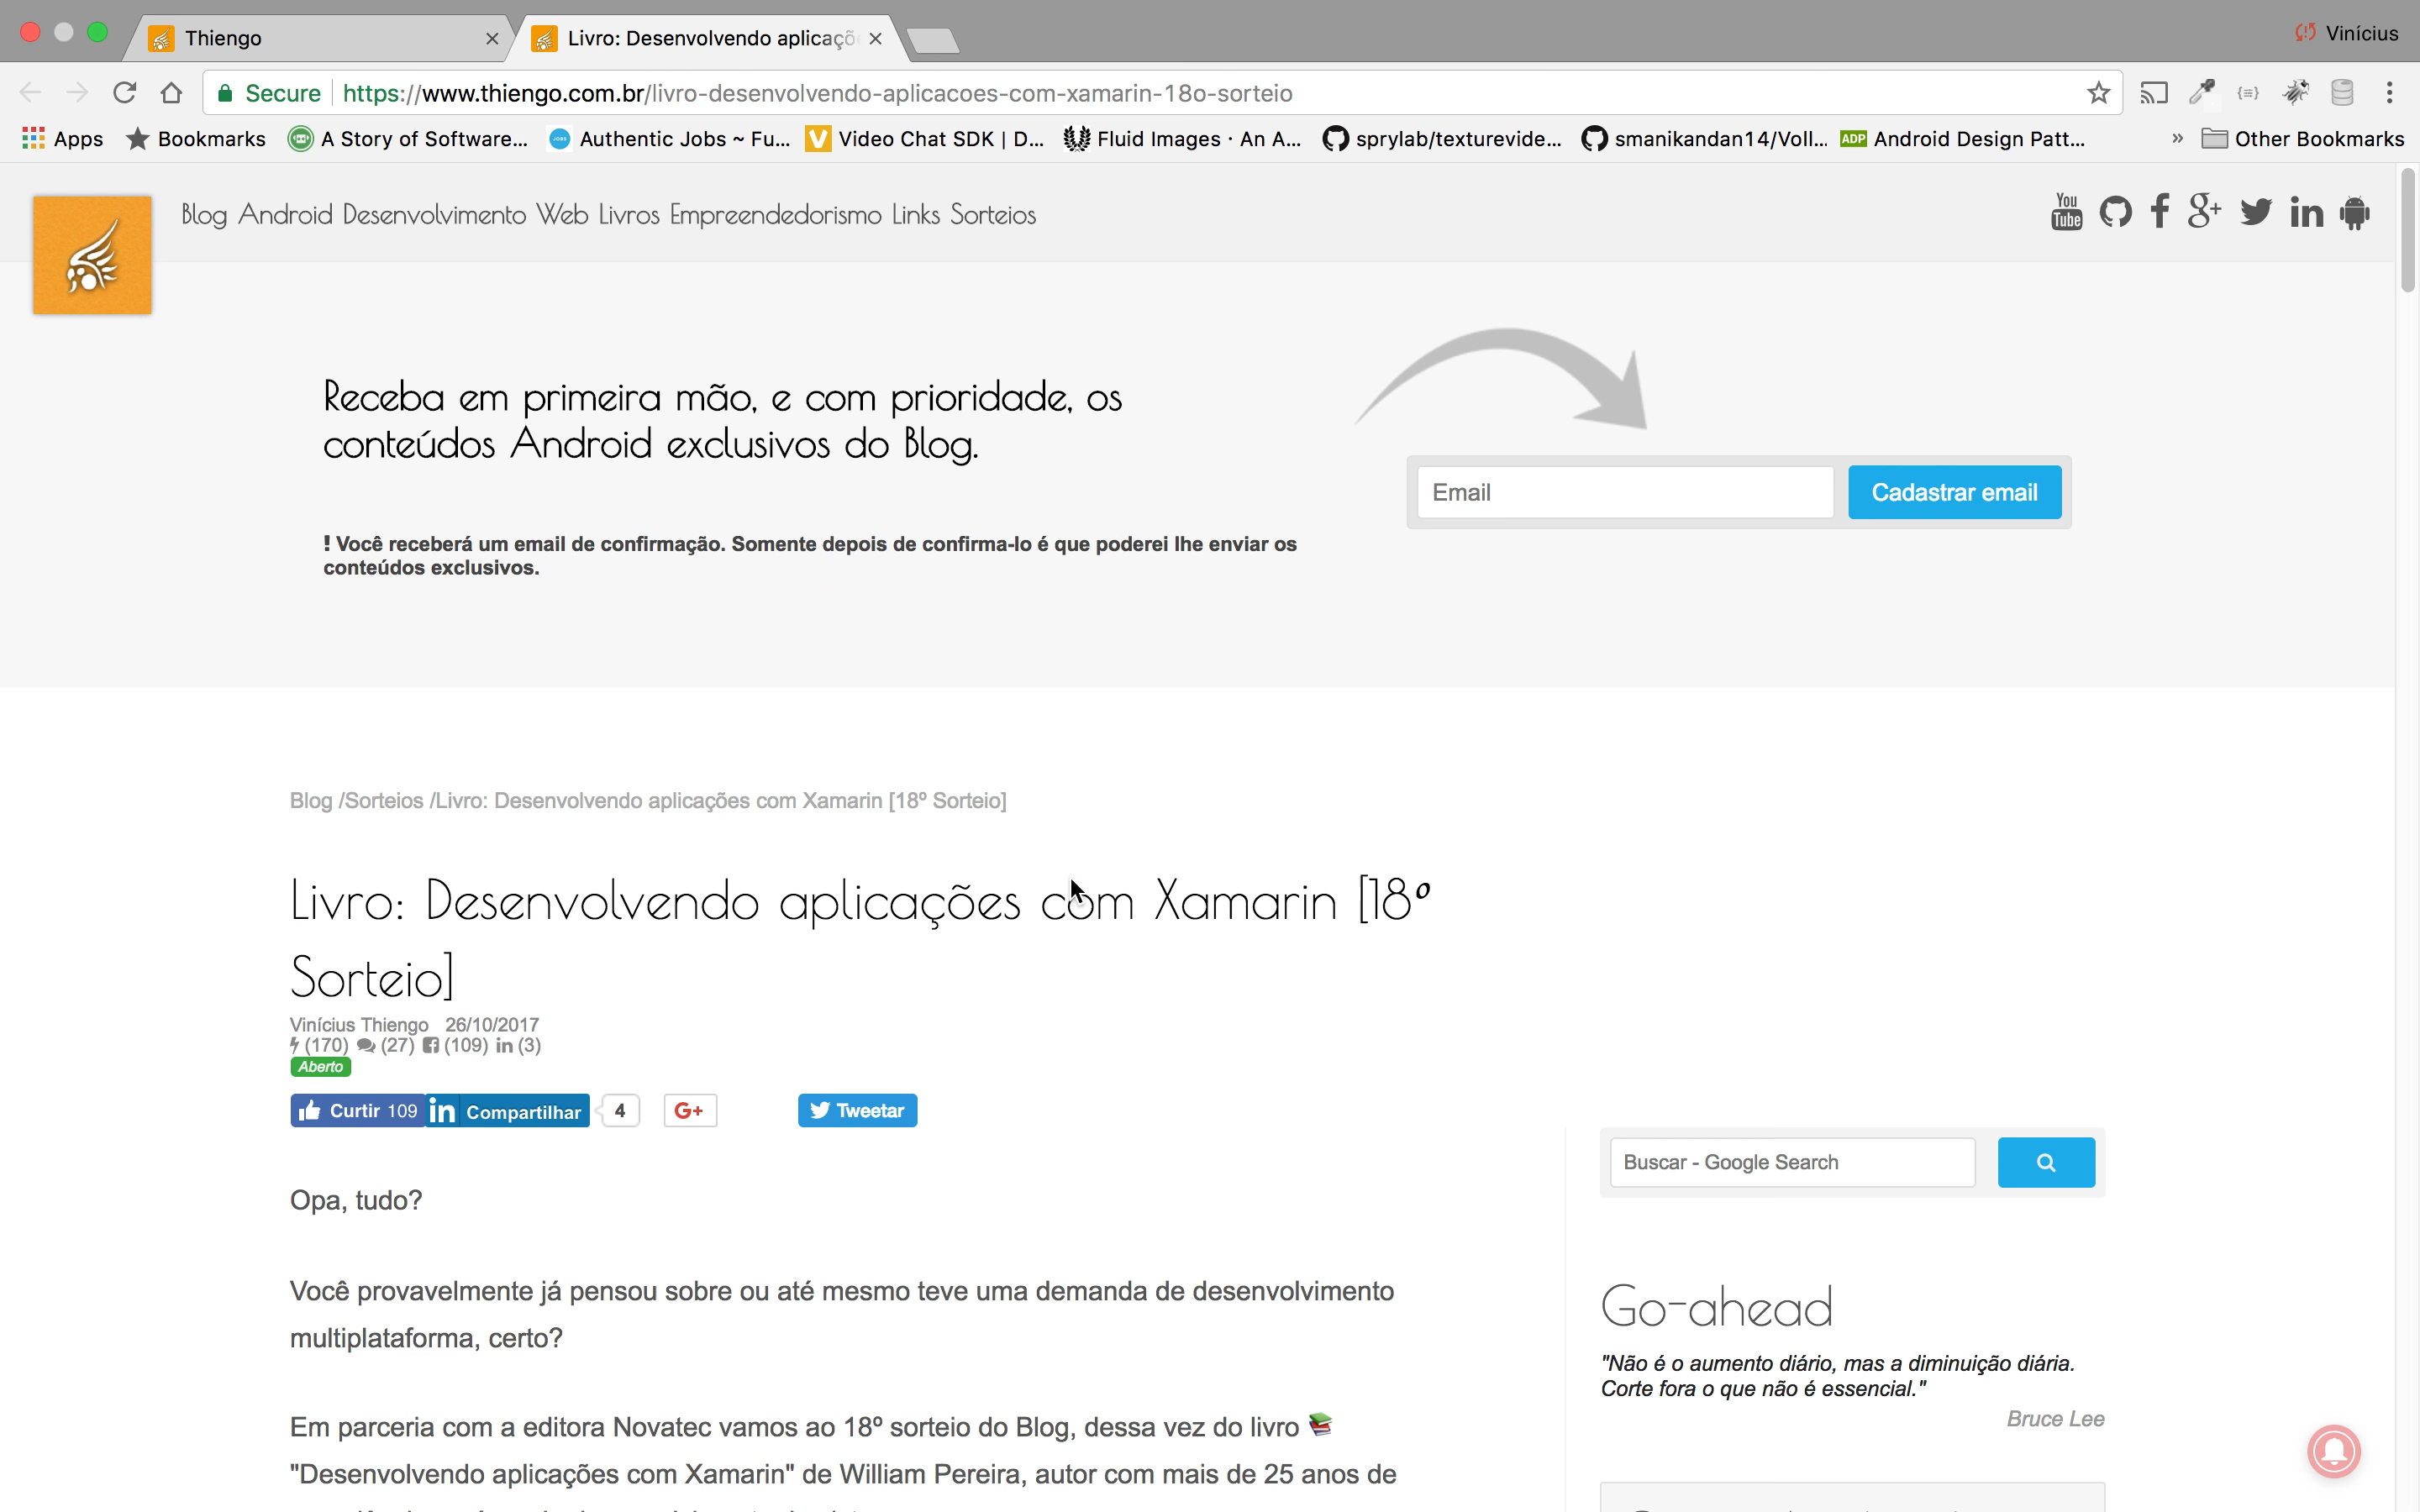 Thiengo
Livro: Desenvolvendo aplicaçõ
Vinícius
Secure https://www.thiengo.com.br/livro-desenvolvendo-aplicacoes-com-xamarin-18o-sorteio
Apps Bookmarks A Story of Software... Authentic Jobs ~ Fu... Video Chat SDK | D... Fluid Images · An A... sprylab/texturevide... smanikandan14/Voll... ADP Android Design Patt... » Other Bookmarks
Blog Android Desenvolvimento Web Livros Empreendedorismo Links Sorteios
You Tube
Receba em primeira mão, e com prioridade, os
conteúdos Android exclusivos do Blog.
Email Cadastrar email
! Você receberá um email de confirmação. Somente depois de confirma-lo é que poderei lhe enviar os
conteúdos exclusivos.
Blog /Sorteios /Livro: Desenvolvendo aplicações com Xamarin [18º Sorteio]
Livro: Desenvolvendo aplicações com Xamarin [18º
Sorteio]
Vinícius Thiengo 26/10/2017
(170) (27) (109) in (3)
Aberto
Curtir 109 in Compartilhar 4 G+ Tweetar
Buscar - Google Search
Opa, tudo?
Você provavelmente já pensou sobre ou até mesmo teve uma demanda de desenvolvimento
multiplataforma, certo?
Em parceria com a editora Novatec vamos ao 18º sorteio do Blog, dessa vez do livro 📚
"Desenvolvendo aplicações com Xamarin" de William Pereira, autor com mais de 25 anos de
Go-ahead
"Não é o aumento diário, mas a diminuição diária.
Corte fora o que não é essencial."
Bruce Lee